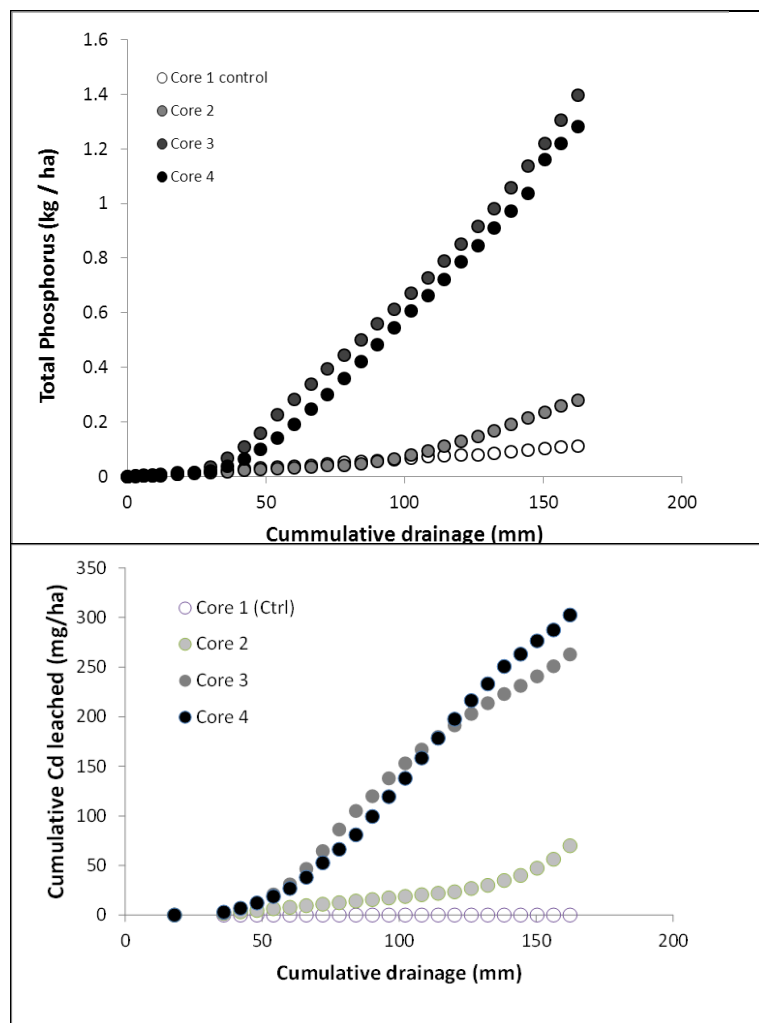 1.6
1.4
1.2
1
0.8
0.6
0.4
0.2
0
Total Phosphorus (kg / ha)
Core 1 control
Core 2
Core 3
Core 4
0 50 100 150 200
Cummulative drainage (mm)
350
300
250
200
150
100
50
0
Cumulative Cd leached (mg/ha)
Core 1 (Ctrl)
Core 2
Core 3
Core 4
0 50 100 150 200
Cumulative drainage (mm)